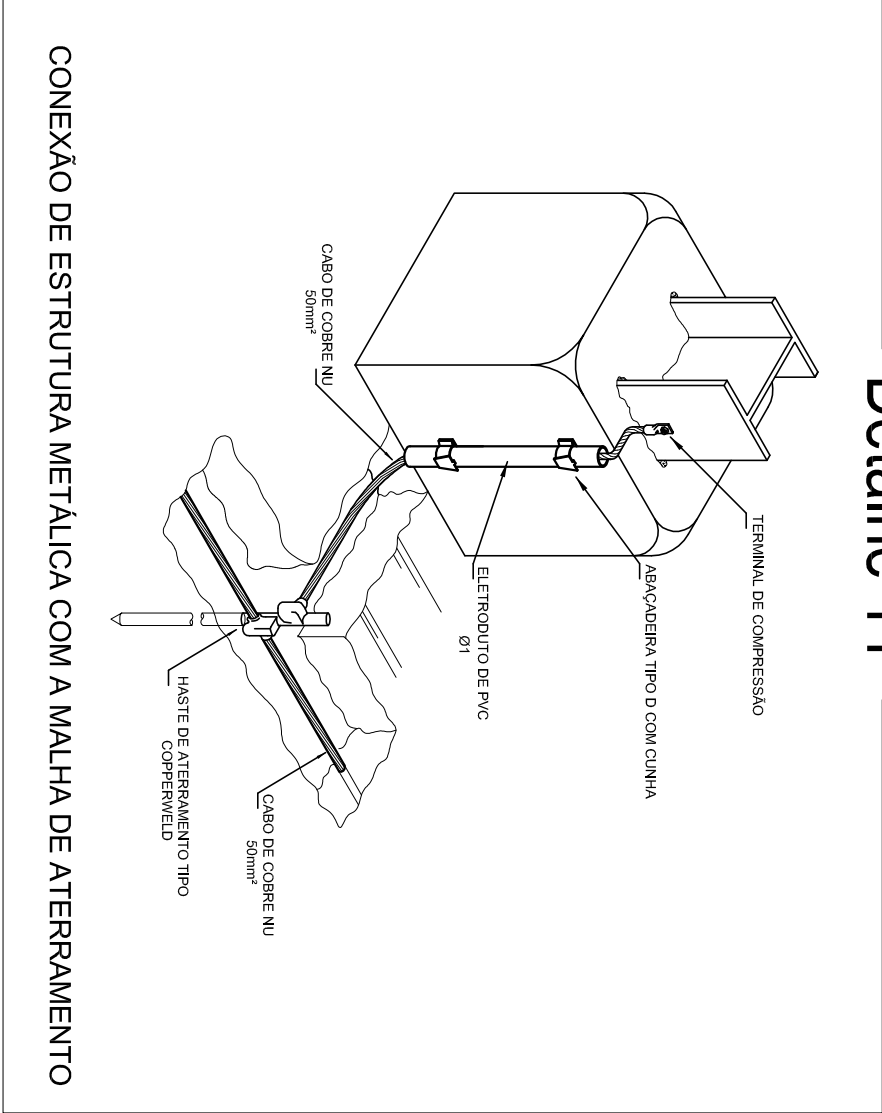 TERMINAL DE COMPRESSÃO
ABAÇADEIRA TIPO D COM CUNHA
ELETRODUTO DE PVC
Ø1
CABO DE COBRE NU
50mm²
CABO DE COBRE NU
50mm²
HASTE DE ATERRAMENTO TIPO
COPPERWELD
CONEXÃO DE ESTRUTURA METÁLICA COM A MALHA DE ATERRAMENTO